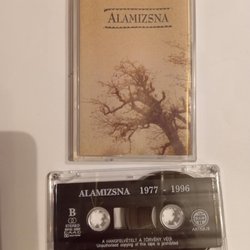 ALAMIZSNA
ALAMIZSNA 1977 - 1996
B
A HANGFELVÉTELT A TÖRVÉNY VÉDI
Unauthorized copying of this tape is prohibited